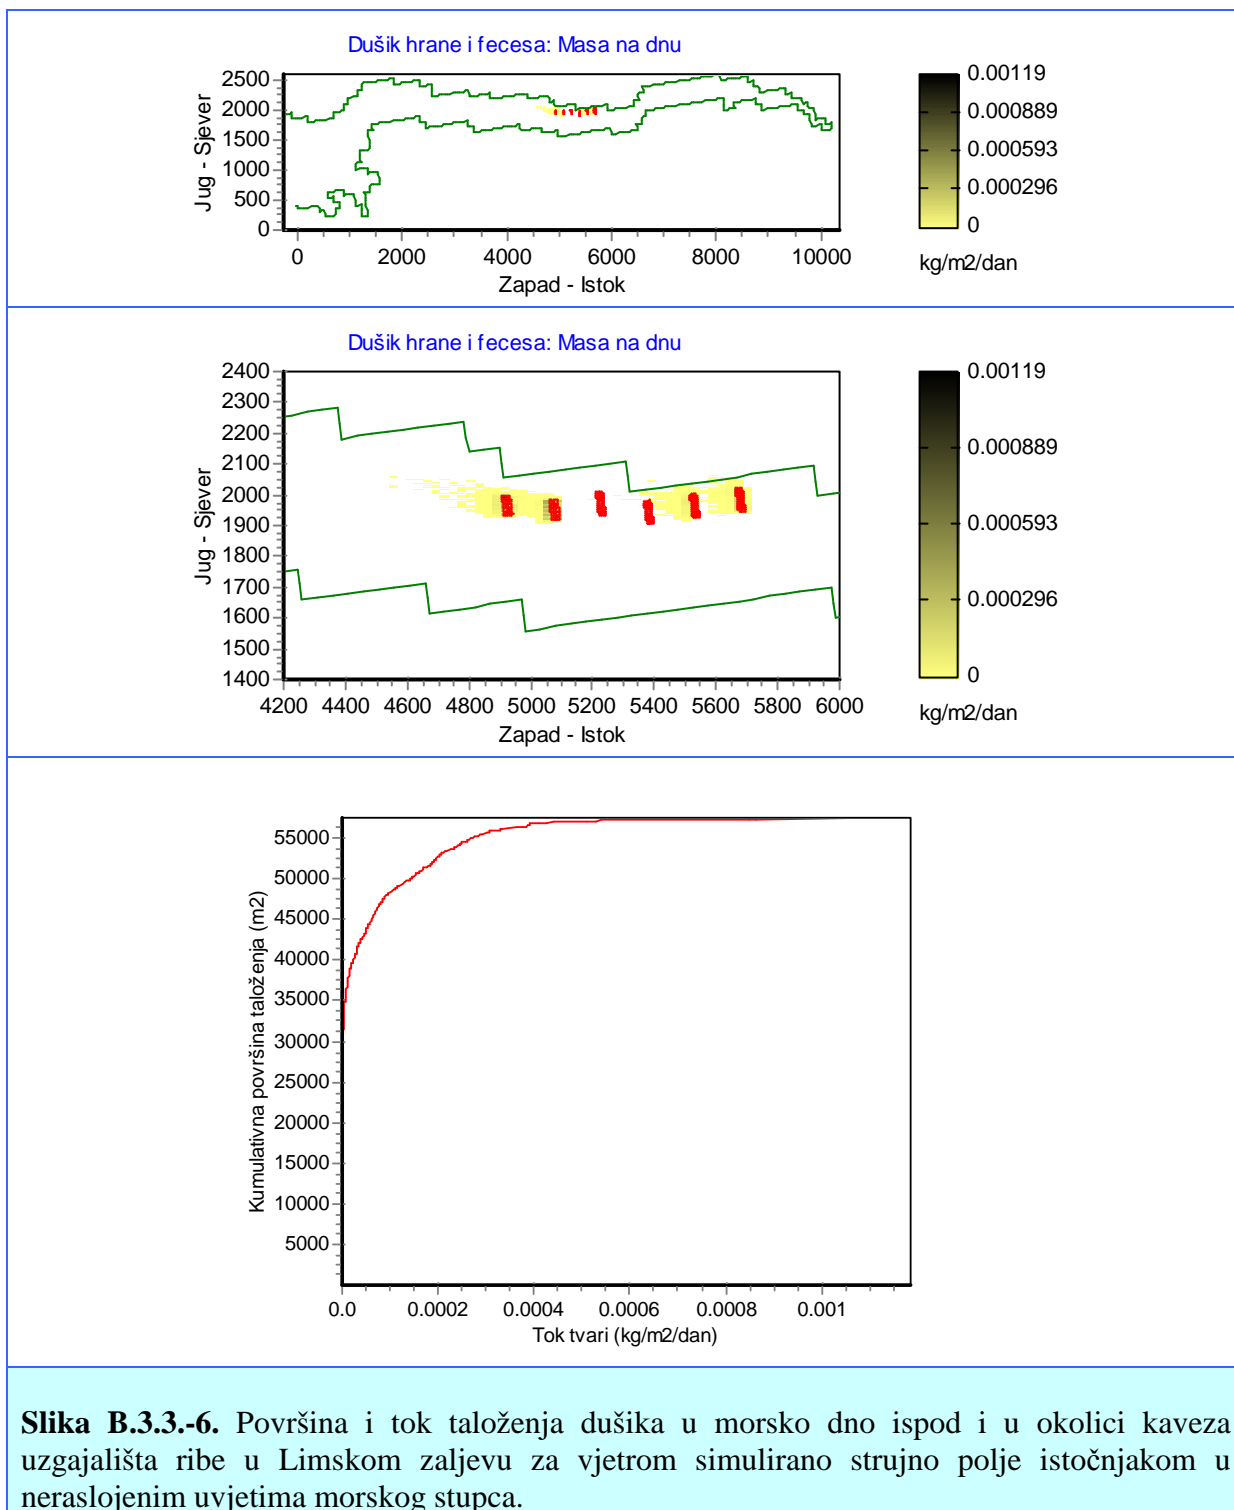 Dušik hrane i fecesa: Masa na dnu
2500
2000
1500
1000
500
0
Jug - Sjever
0 2000 4000 6000 8000 10000
Zapad - Istok
0.00119
0.000889
0.000593
0.000296
0
kg/m2/dan
Dušik hrane i fecesa: Masa na dnu
2400
2300
2200
2100
2000
1900
1800
1700
1600
1500
1400
Jug - Sjever
4200 4400 4600 4800 5000 5200 5400 5600 5800 6000
Zapad - Istok
0.00119
0.000889
0.000593
0.000296
0
kg/m2/dan
55000
50000
45000
40000
35000
30000
25000
20000
15000
10000
5000
Kumulativna površina taloženja (m2)
0.0 0.0002 0.0004 0.0006 0.0008 0.001
Tok tvari (kg/m2/dan)
Slika B.3.3.-6. Površina i tok taloženja dušika u morsko dno ispod i u okolici kaveza
uzgajališta ribe u Limskom zaljevu za vjetrom simulirano strujno polje istočnjakom u
neraslojenim uvjetima morskog stupca.